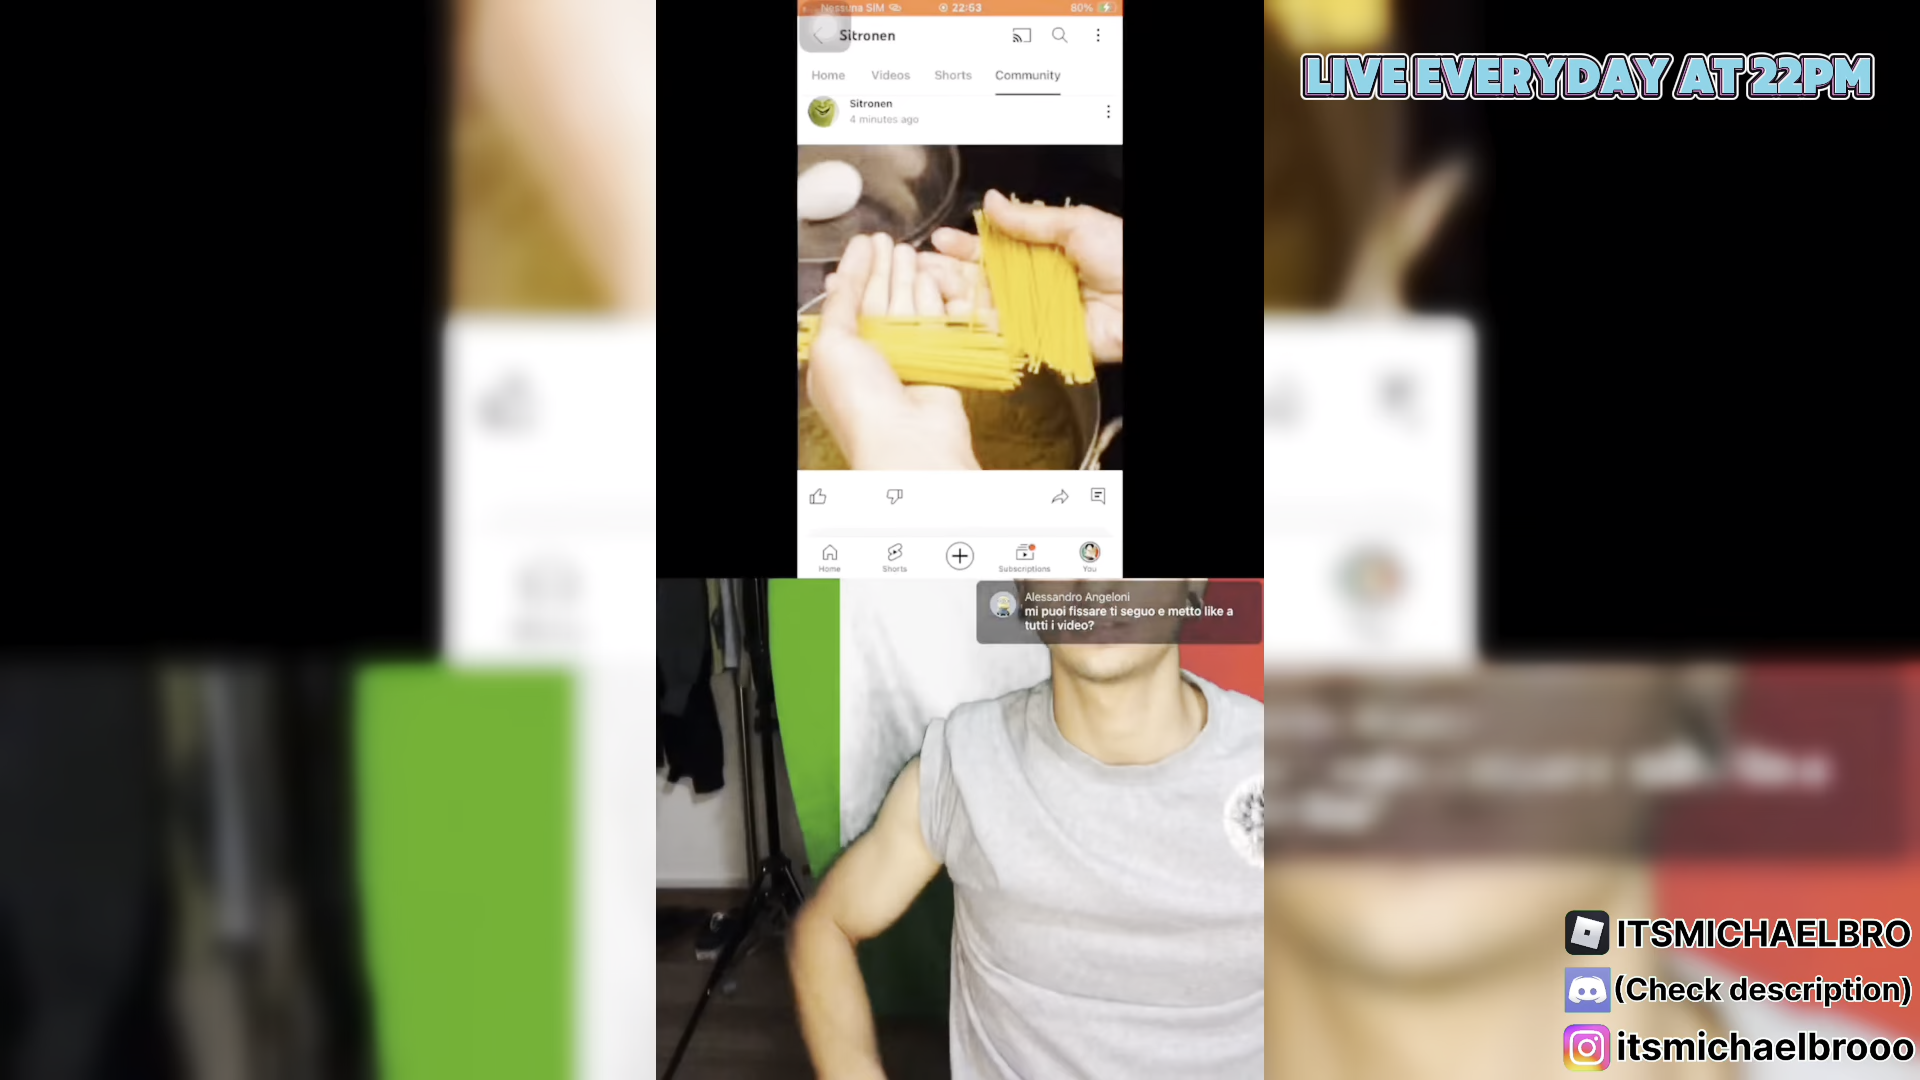 Nessuna SIM 22:53 80%
Sitronen
Home Videos Shorts Community
Sitronen
4 minutes ago
Home Shorts Subscriptions You
Alessandro Angeloni
mi puoi fissare ti seguo e metto like a
tutti i video?
LIVE EVERYDAY AT 22PM
ITSMICHAELBRO
(Check description)
itsmichaelbrooo